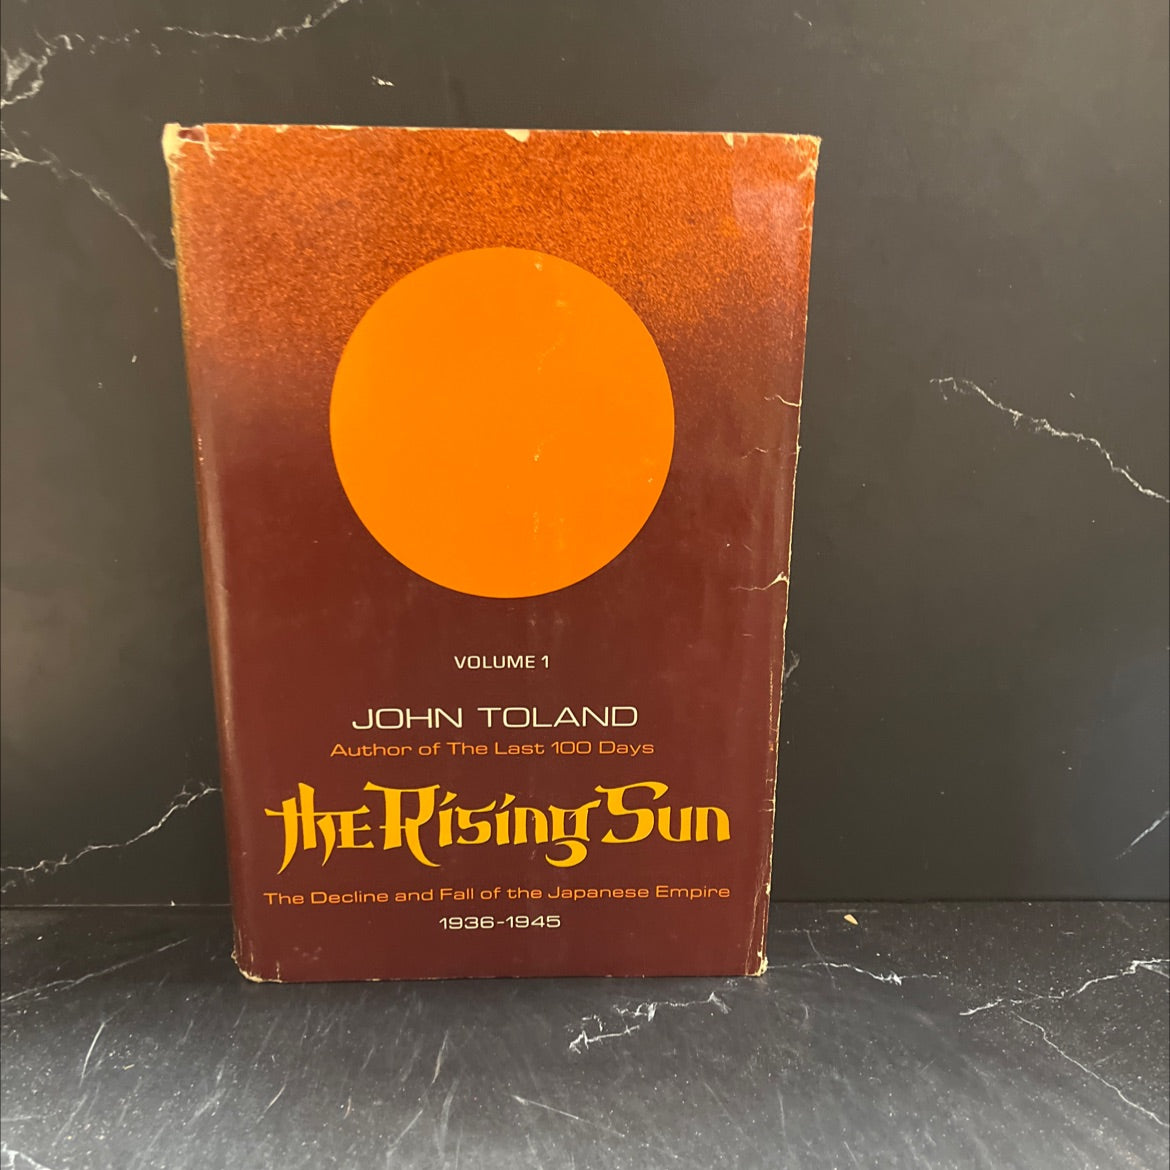 VOLUME 1
JOHN TOLAND
Author of The Last 100 Days
the Rising Sun
The Decline and Fall of the Japanese Empire
1936-1945